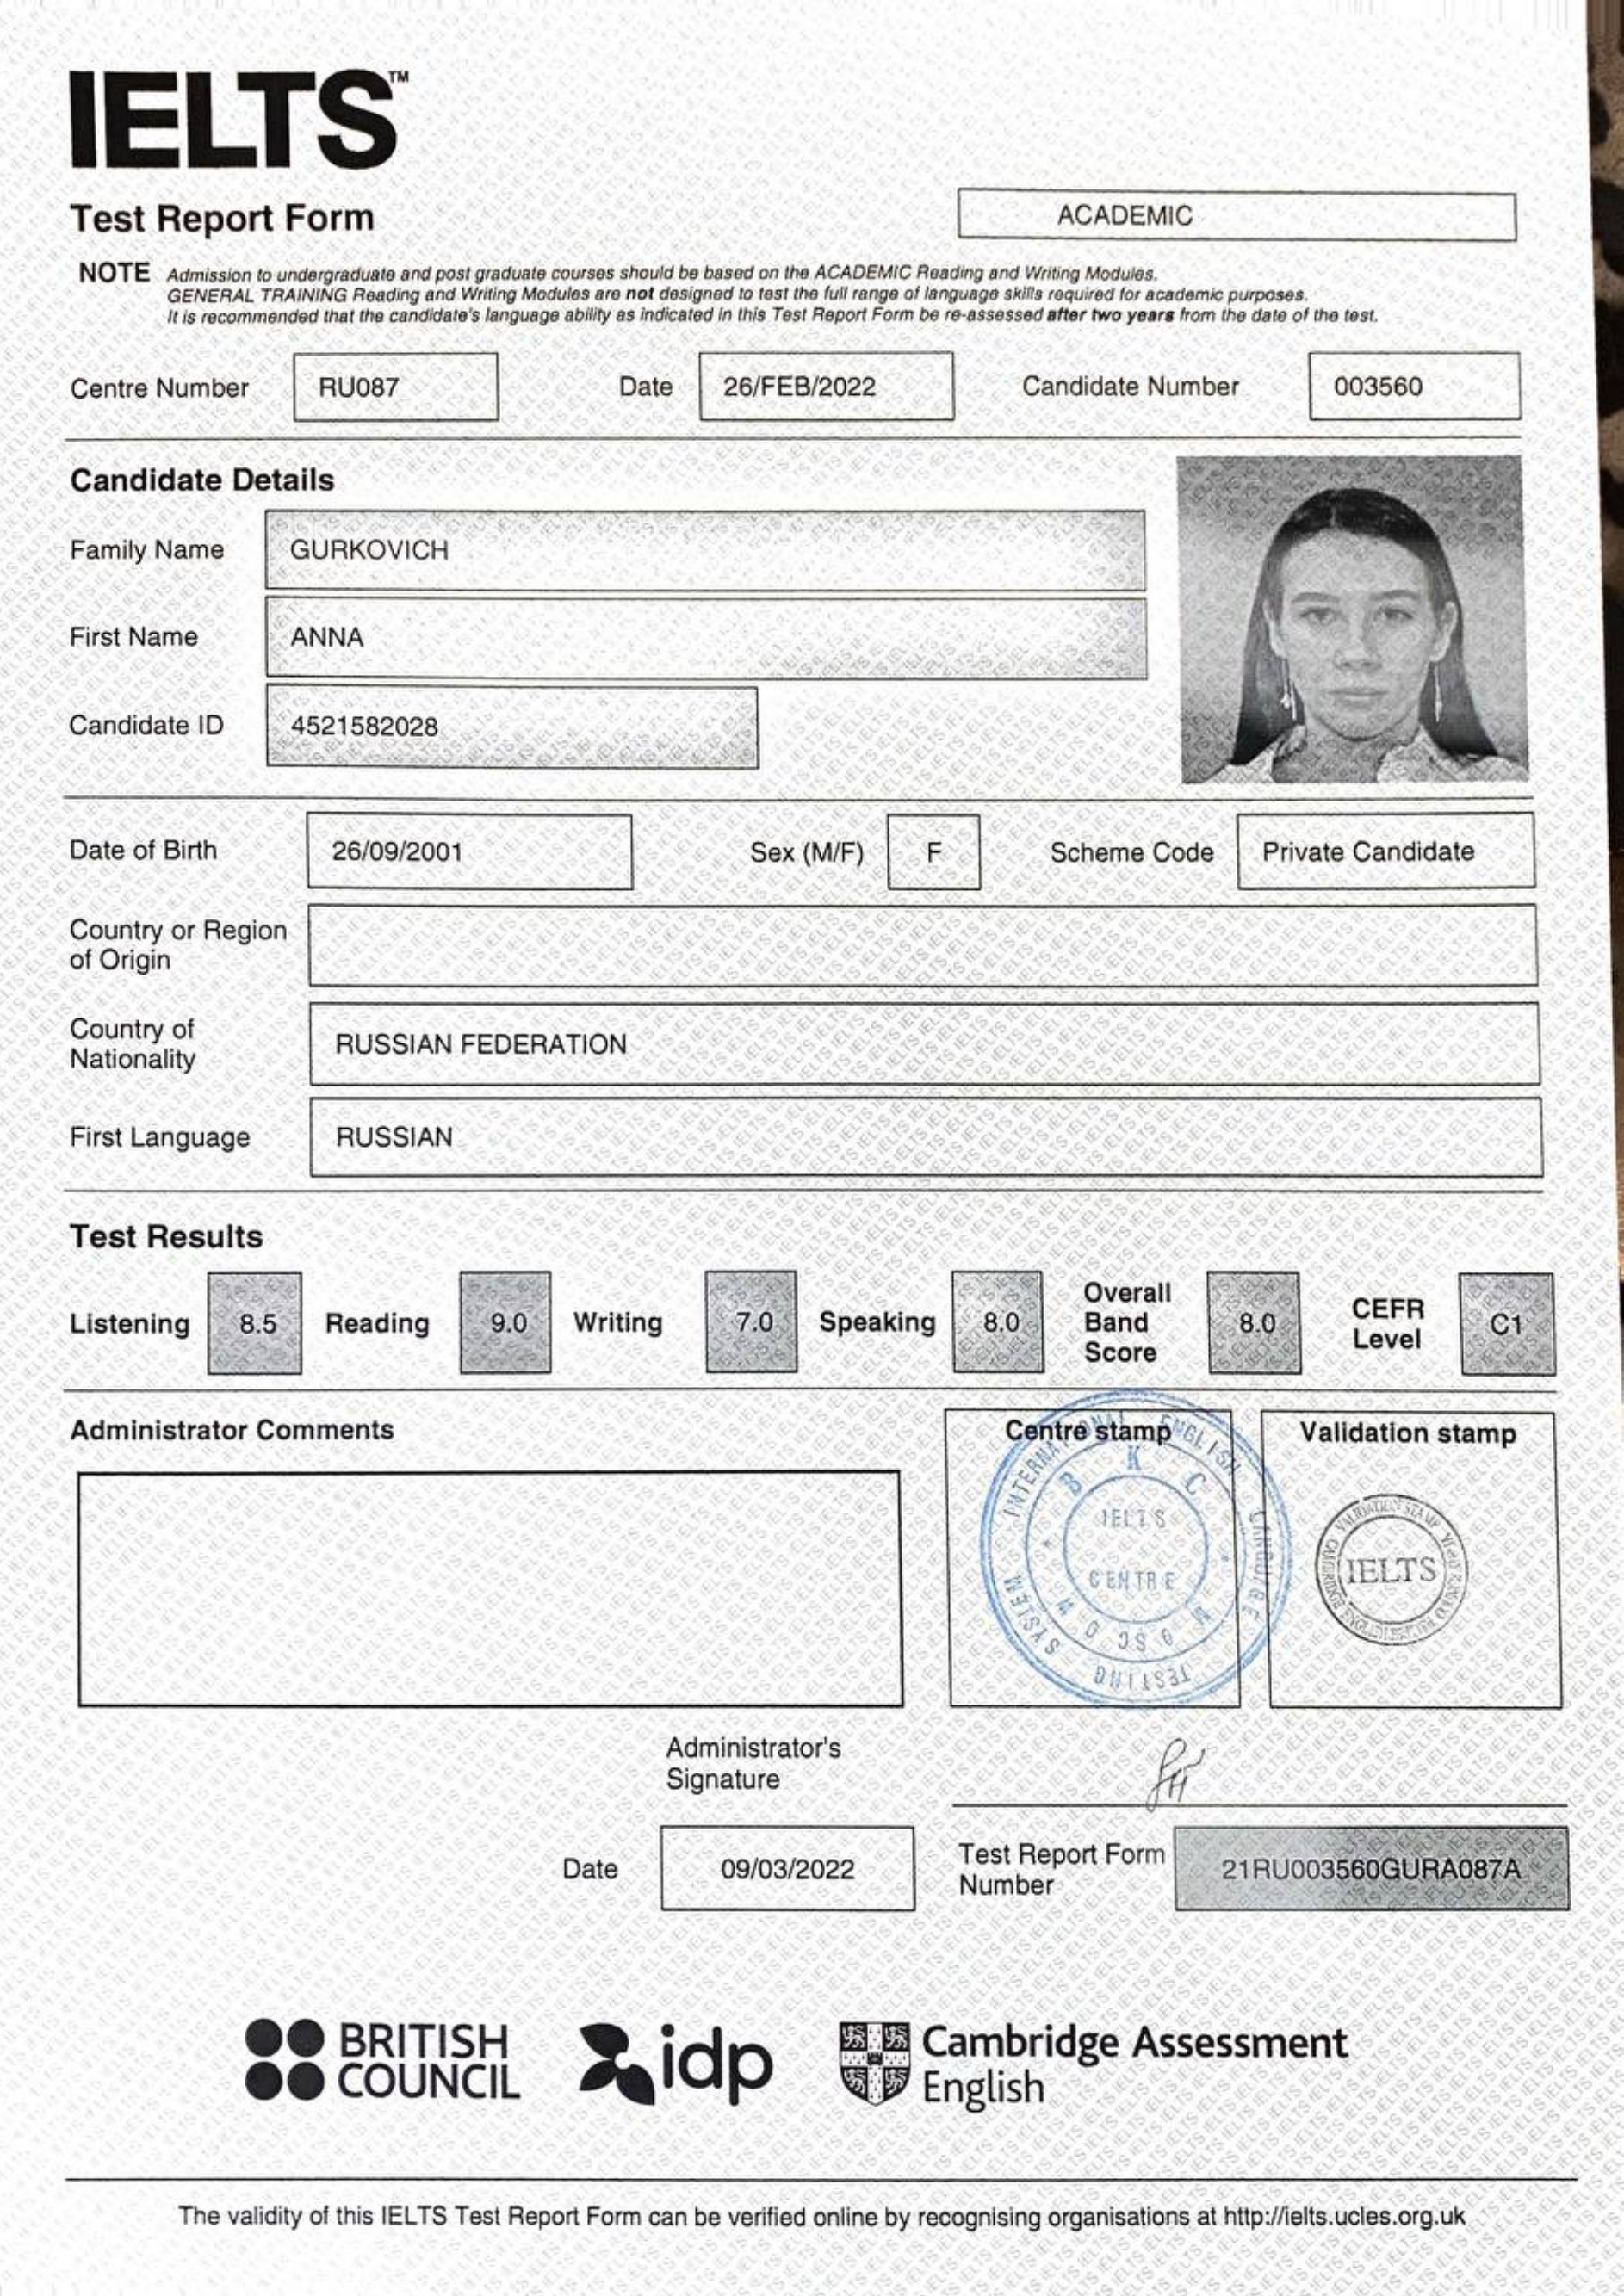 IELTS™
Test Report Form
ACADEMIC
NOTE Admission to undergraduate and post graduate courses should be based on the ACADEMIC Reading and Writing Modules.
GENERAL TRAINING Reading and Writing Modules are not designed to test the full range of language skills required for academic purposes.
It is recommended that the candidate's language ability as indicated in this Test Report Form be re-assessed after two years from the date of the test.
Centre Number RU087 Date 26/FEB/2022 Candidate Number 003560
Candidate Details
Family Name GURKOVICH
First Name ANNA
Candidate ID 4521582028
Date of Birth 26/09/2001 Sex (M/F) F Scheme Code Private Candidate
Country or Region
of Origin
Country of
Nationality
RUSSIAN FEDERATION
First Language RUSSIAN
Test Results
Listening 8.5 Reading 9.0 Writing 7.0 Speaking 8.0
Overall
Band
Score
8.0
CEFR
Level
C1
Administrator Comments
Centre stamp
INTERNATIONAL ENGLISH LANGUAGE TESTING SYSTEM
BKC
IELTS
CENTRE
MOSCOW
Validation stamp
VALIDATION STAMP
IELTS
CAMBRIDGE ENGLISH
Administrator's
Signature
Date 09/03/2022
Test Report Form
Number
21RU003560GURA087A
BRITISH
COUNCIL
idp
Cambridge Assessment
English
The validity of this IELTS Test Report Form can be verified online by recognising organisations at http://ielts.ucles.org.uk